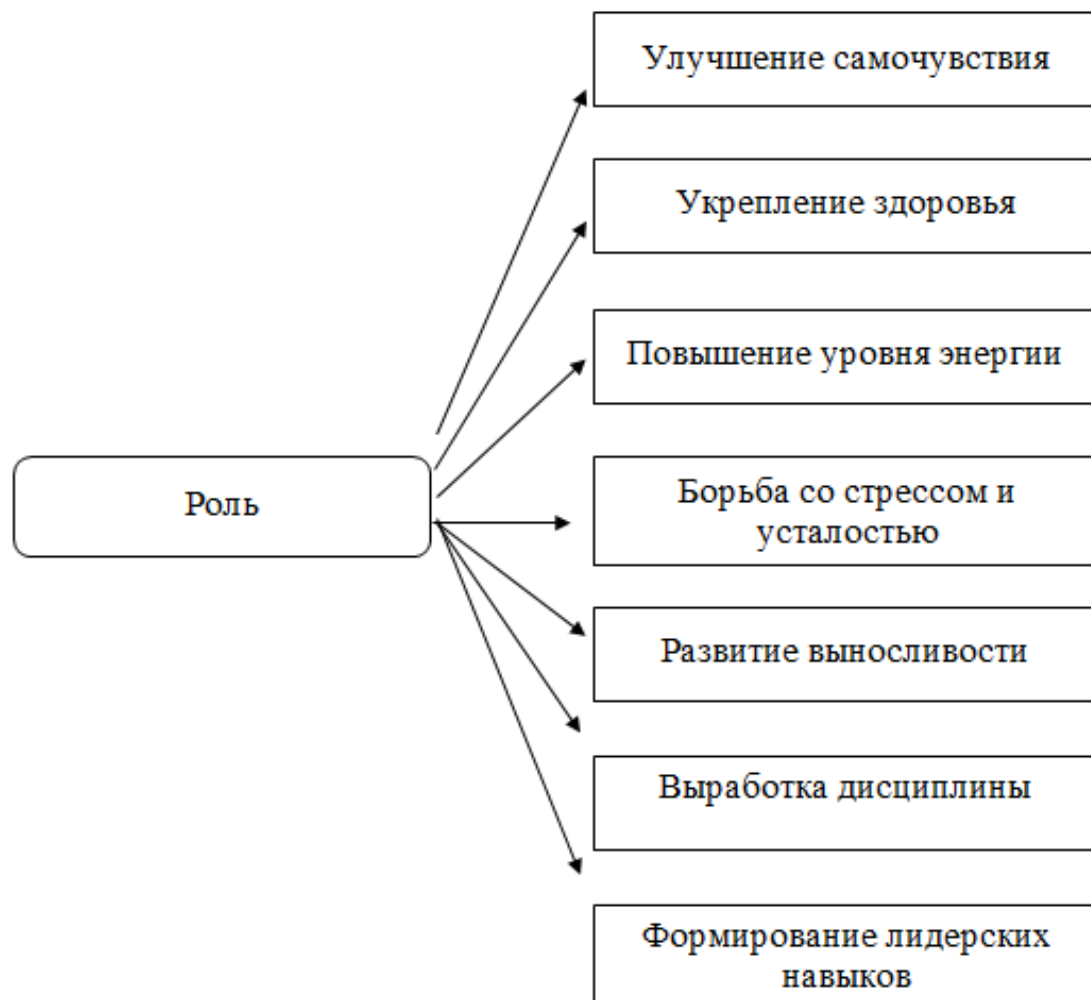 Улучшение самочувствия
Укрепление здоровья
Повышение уровня энергии
Роль
Борьба со стрессом и
усталостью
Развитие выносливости
Выработка дисциплины
Формирование лидерских
навыков